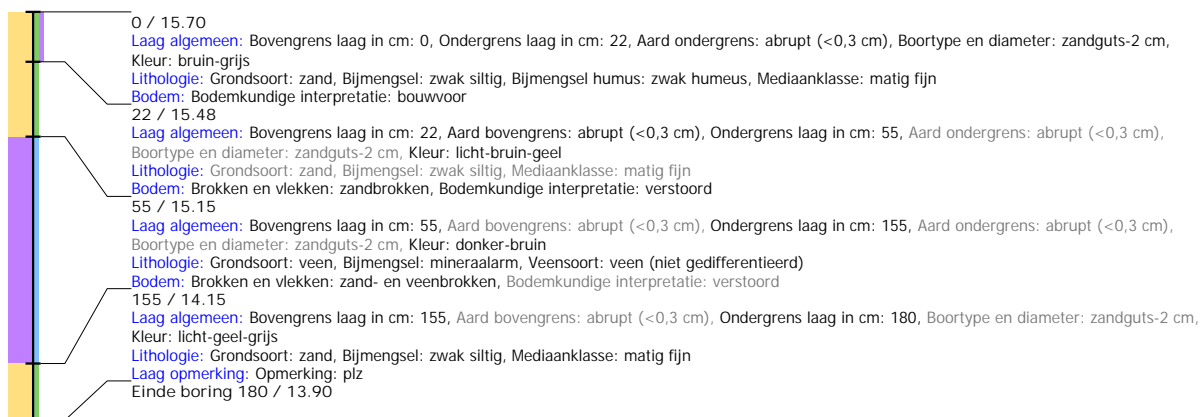 0 / 15.70
Laag algemeen: Bovengrens laag in cm: 0, Ondergrens laag in cm: 22, Aard ondergrens: abrupt (<0,3 cm), Boortype en diameter: zandguts-2 cm,
Kleur: bruin-grijs
Lithologie: Grondsoort: zand, Bijmengsel: zwak siltig, Bijmengsel humus: zwak humeus, Mediaanklasse: matig fijn
Bodem: Bodemkundige interpretatie: bouwvoor
22 / 15.48
Laag algemeen: Bovengrens laag in cm: 22, Aard bovengrens: abrupt (<0,3 cm), Ondergrens laag in cm: 55, Aard ondergrens: abrupt (<0,3 cm),
Boortype en diameter: zandguts-2 cm, Kleur: licht-bruin-geel
Lithologie: Grondsoort: zand, Bijmengsel: zwak siltig, Mediaanklasse: matig fijn
Bodem: Brokken en vlekken: zandbrokken, Bodemkundige interpretatie: verstoord
55 / 15.15
Laag algemeen: Bovengrens laag in cm: 55, Aard bovengrens: abrupt (<0,3 cm), Ondergrens laag in cm: 155, Aard ondergrens: abrupt (<0,3 cm),
Boortype en diameter: zandguts-2 cm, Kleur: donker-bruin
Lithologie: Grondsoort: veen, Bijmengsel: mineraalarm, Veensoort: veen (niet gedifferentieerd)
Bodem: Brokken en vlekken: zand- en veenbrokken, Bodemkundige interpretatie: verstoord
155 / 14.15
Laag algemeen: Bovengrens laag in cm: 155, Aard bovengrens: abrupt (<0,3 cm), Ondergrens laag in cm: 180, Boortype en diameter: zandguts-2 cm,
Kleur: licht-geel-grijs
Lithologie: Grondsoort: zand, Bijmengsel: zwak siltig, Mediaanklasse: matig fijn
Laag opmerking: Opmerking: plz
Einde boring 180 / 13.90